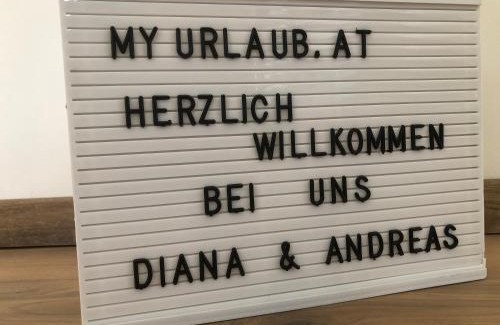 MY URLAUB.AT
HERZLICH
WILLKOMMEN
BEI UNS
DIANA & ANDREAS